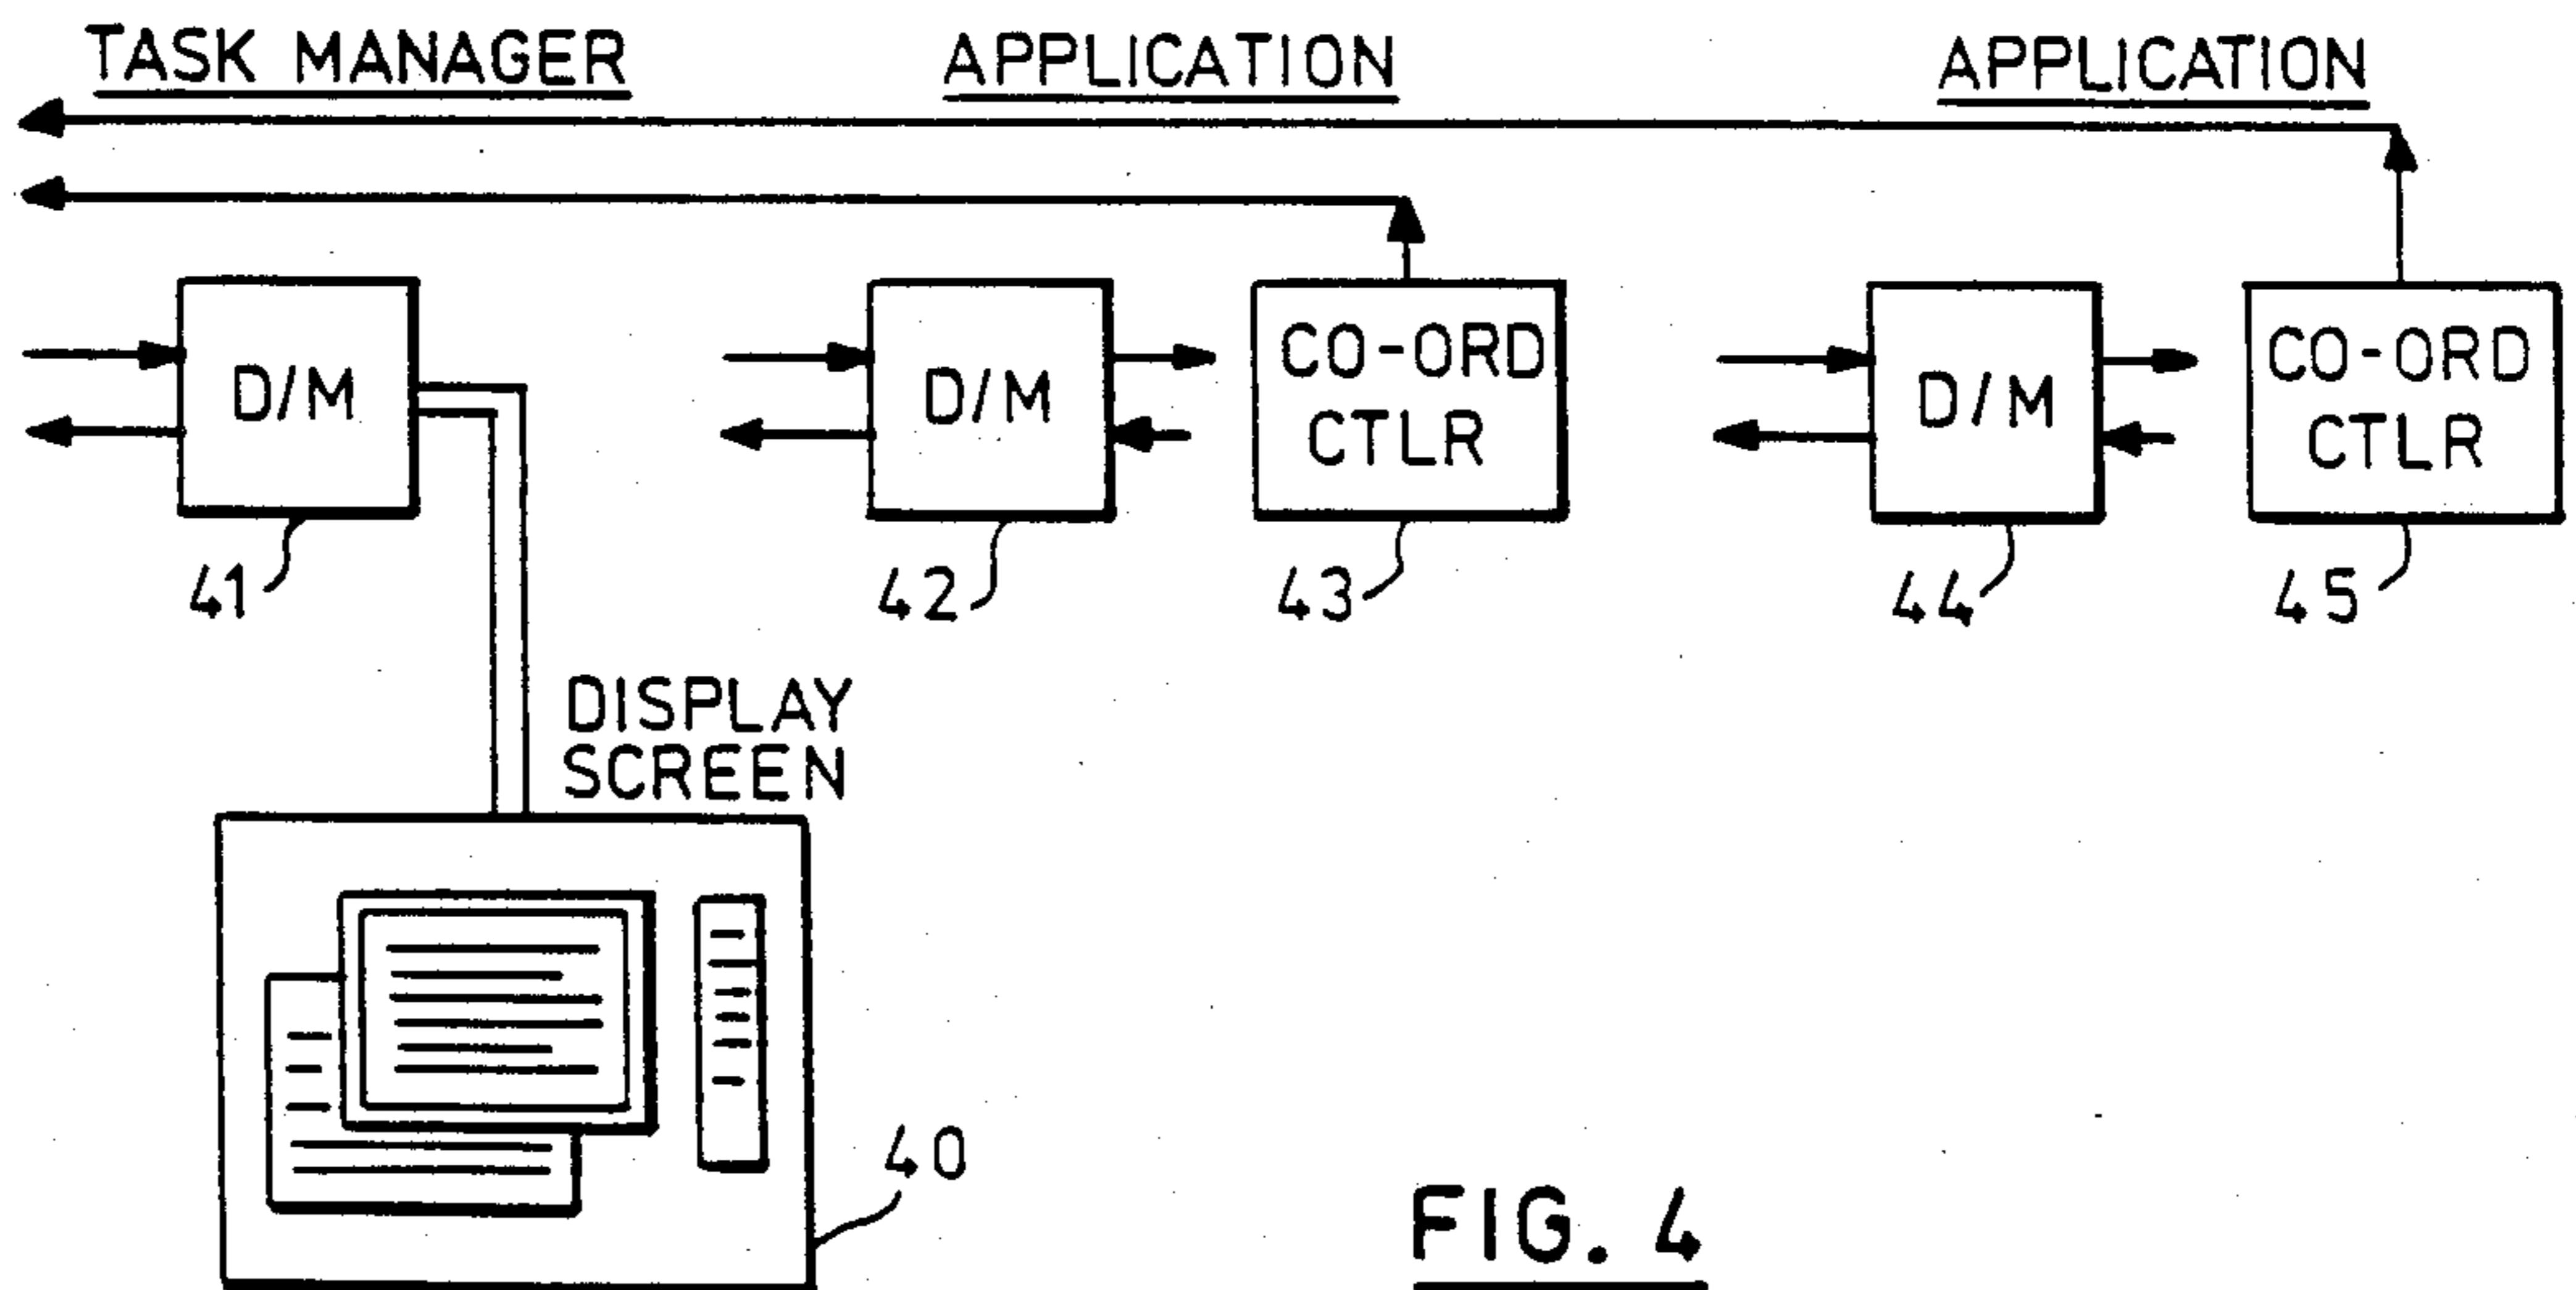 TASK MANAGER
APPLICATION
APPLICATION
D/M
D/M
CO-ORD
CTLR
D/M
CO-ORD
CTLR
41
42
43
44
45
DISPLAY
SCREEN
40
FIG. 4